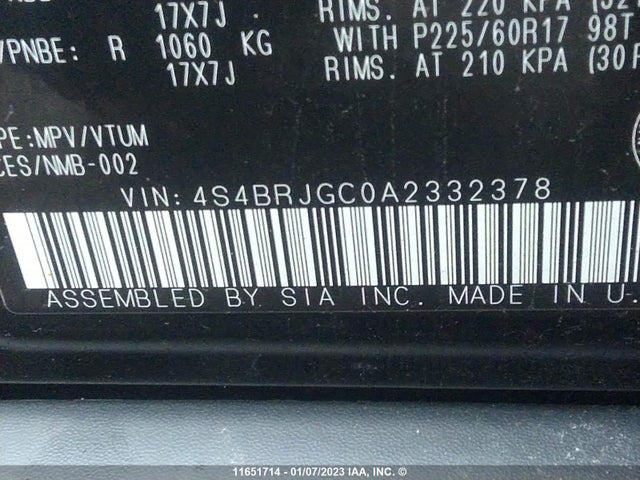 17X7J
RIMS. AT 220 KPA
/PNBE: R 1060 KG
WITH P225/60R17 98T
17X7J
RIMS. AT 210 KPA (30
PE:MPV/VTUM
CES/NMB-002
VIN: 4S4BRJGC0A2332378
ASSEMBLED BY SIA INC. MADE IN U.
11651714 - 01/07/2023 IAA, INC. ©